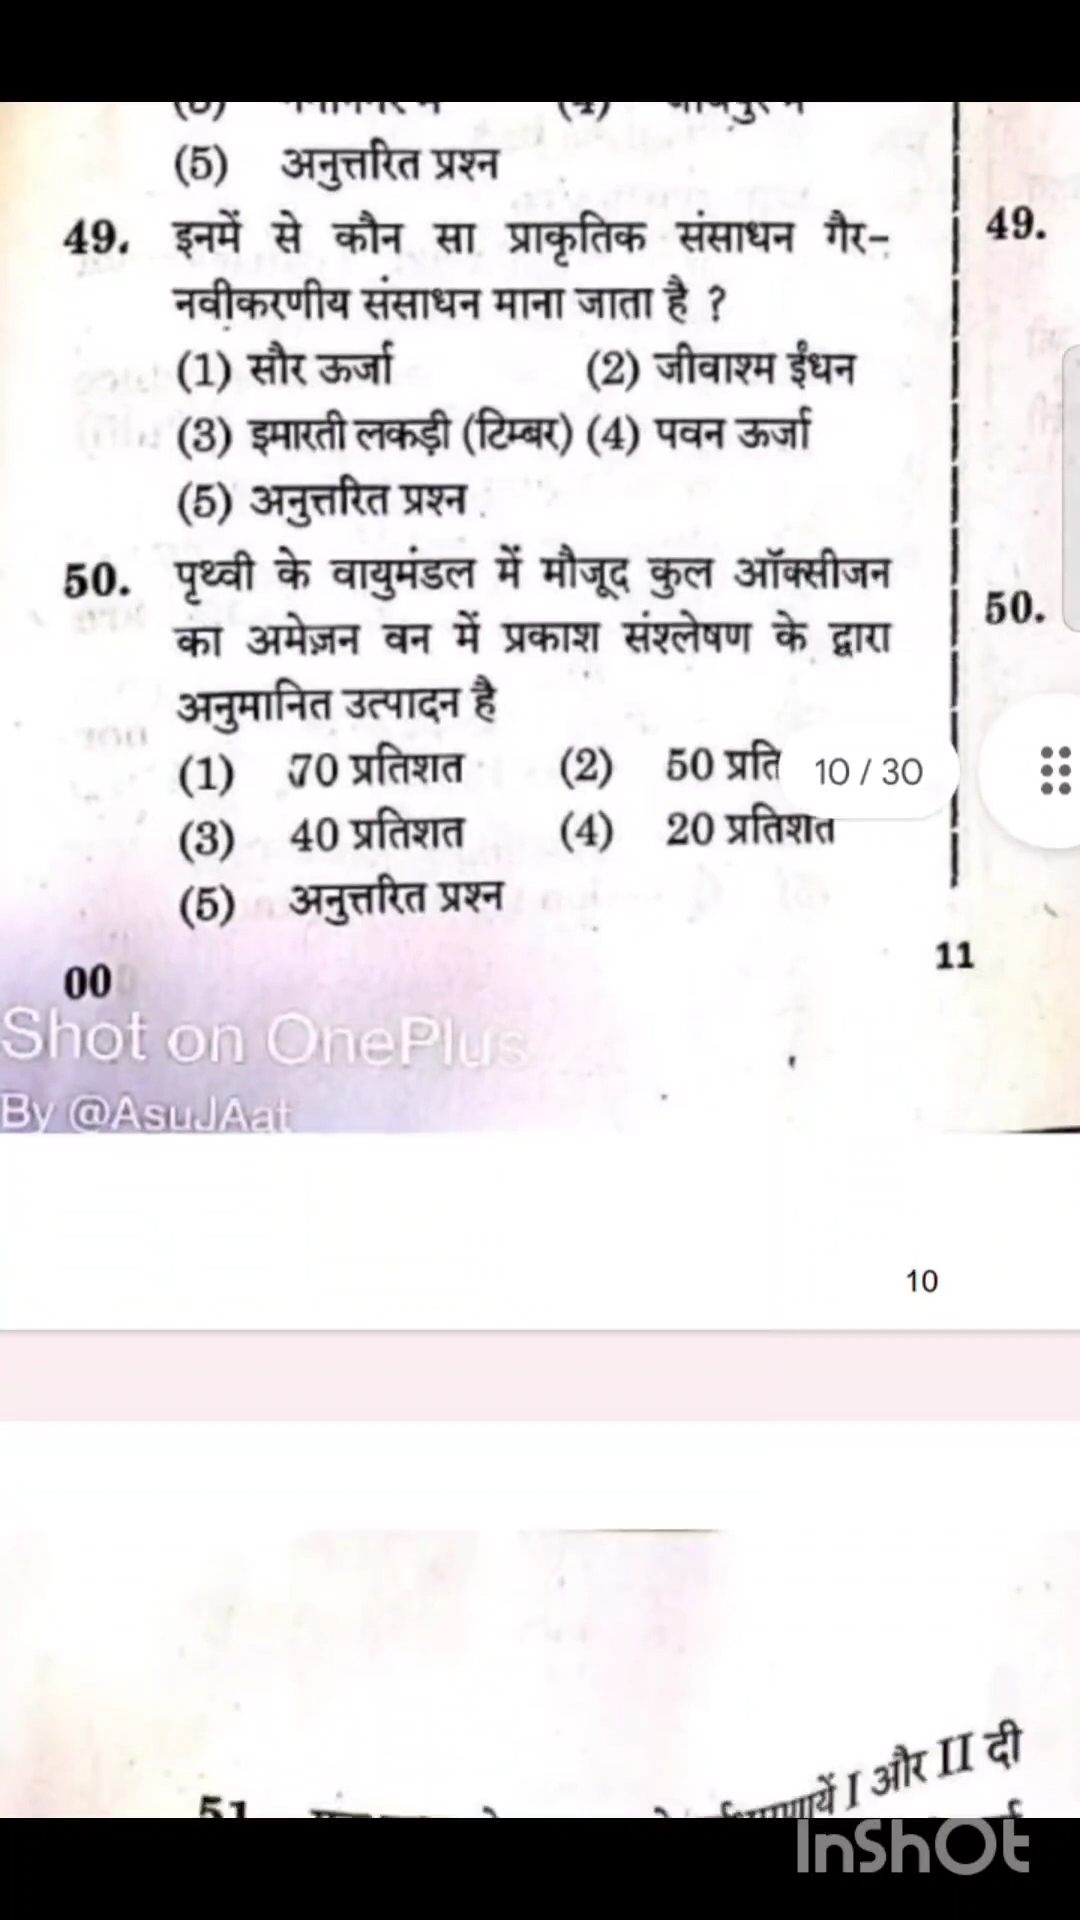 (5) अनुत्तरित प्रश्न
49. इनमें से कौन सा प्राकृतिक संसाधन गैर-
नवीकरणीय संसाधन माना जाता है ?
(1) सौर ऊर्जा (2) जीवाश्म ईंधन
(3) इमारती लकड़ी (टिम्बर) (4) पवन ऊर्जा
(5) अनुत्तरित प्रश्न
50. पृथ्वी के वायुमंडल में मौजूद कुल ऑक्सीजन
का अमेज़न वन में प्रकाश संश्लेषण के द्वारा
अनुमानित उत्पादन है
(1) 70 प्रतिशत (2) 50 प्रति
(3) 40 प्रतिशत (4) 20 प्रतिशत
(5) अनुत्तरित प्रश्न
49.
50.
10 / 30
00 11
Shot on OnePlus
By @AsuJAat
10
I और II दी
51
InShOt